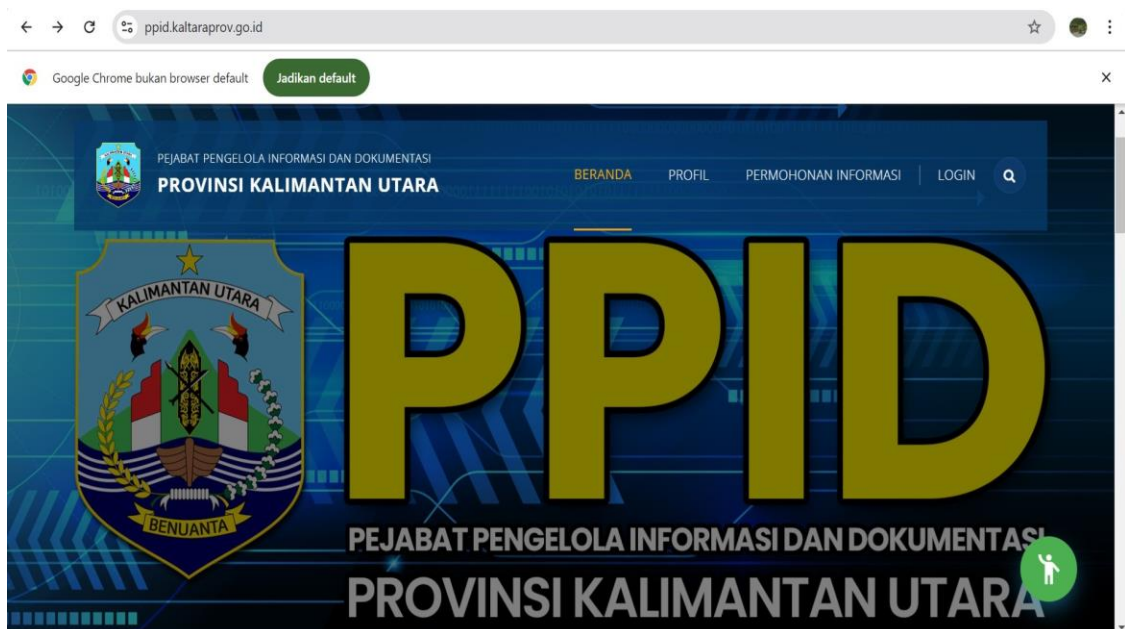 ppid.kaltaraprov.go.id
Google Chrome bukan browser default
Jadikan default
PEJABAT PENGELOLA INFORMASI DAN DOKUMENTASI
PROVINSI KALIMANTAN UTARA
BERANDA
PROFIL
PERMOHONAN INFORMASI
LOGIN
KALIMANTAN UTARA
BENUANTA
PPID
PEJABAT PENGELOLA INFORMASI DAN DOKUMENTASI
PROVINSI KALIMANTAN UTARA